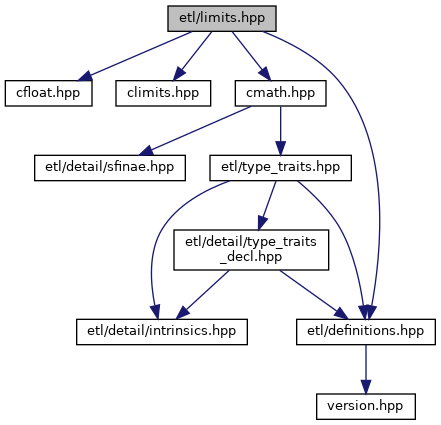 etl/limits.hpp
cfloat.hpp
climits.hpp
cmath.hpp
etl/detail/sfinae.hpp
etl/type_traits.hpp
etl/detail/type_traits
_decl.hpp
etl/detail/intrinsics.hpp
etl/definitions.hpp
version.hpp